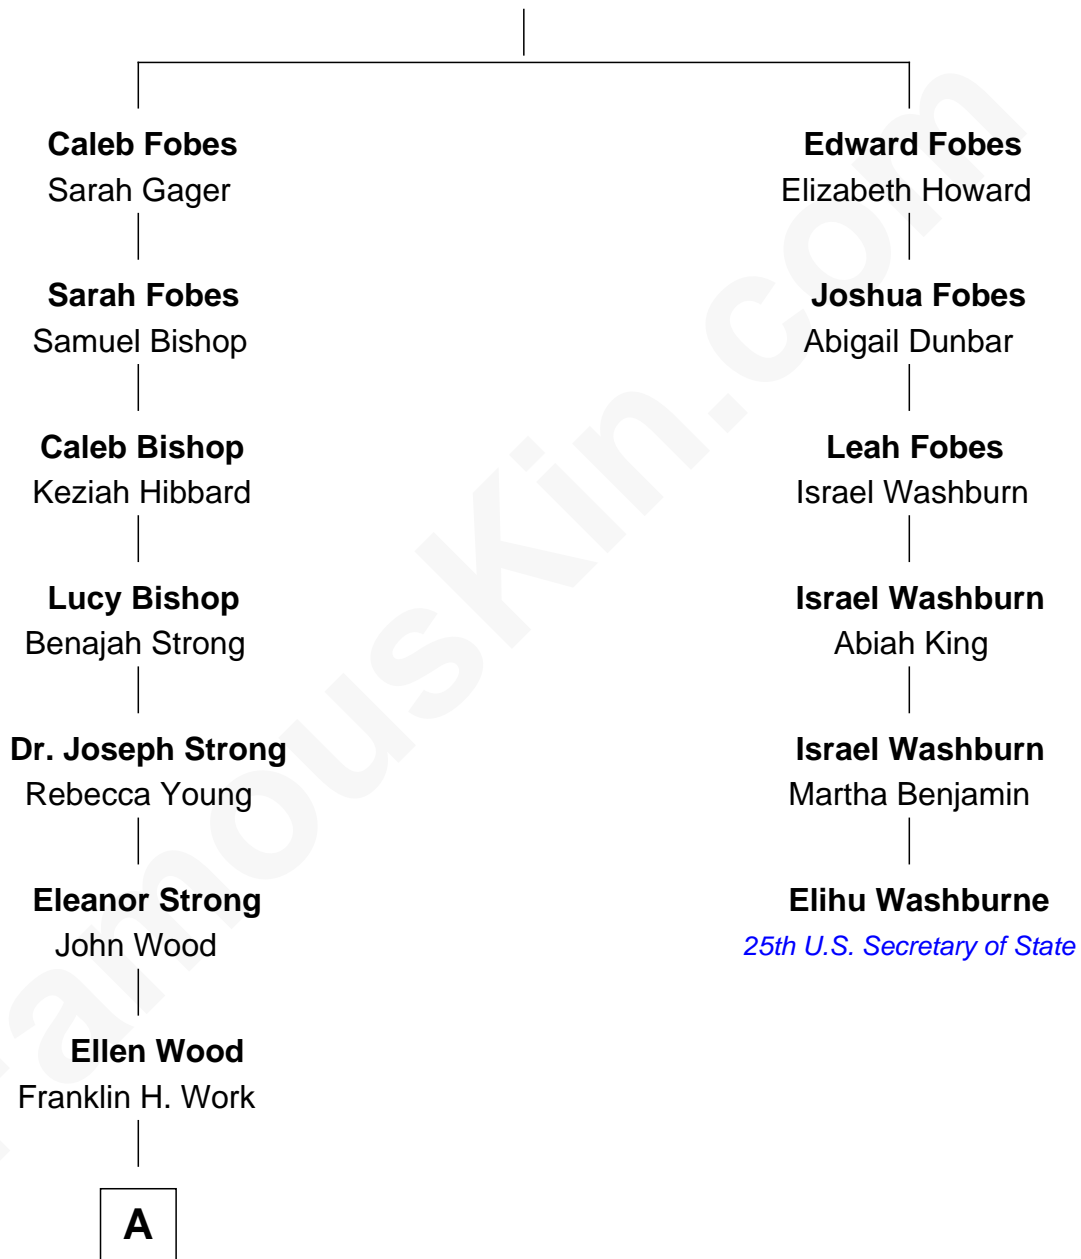 Caleb Fobes
Sarah Gager
Edward Fobes
Elizabeth Howard
Sarah Fobes
Samuel Bishop
Joshua Fobes
Abigail Dunbar
Caleb Bishop
Keziah Hibbard
Leah Fobes
Israel Washburn
Lucy Bishop
Benajah Strong
Israel Washburn
Abiah King
Dr. Joseph Strong
Rebecca Young
Israel Washburn
Martha Benjamin
Eleanor Strong
John Wood
Elihu Washburne
25th U.S. Secretary of State
Ellen Wood
Franklin H. Work
A
FamousKin.com